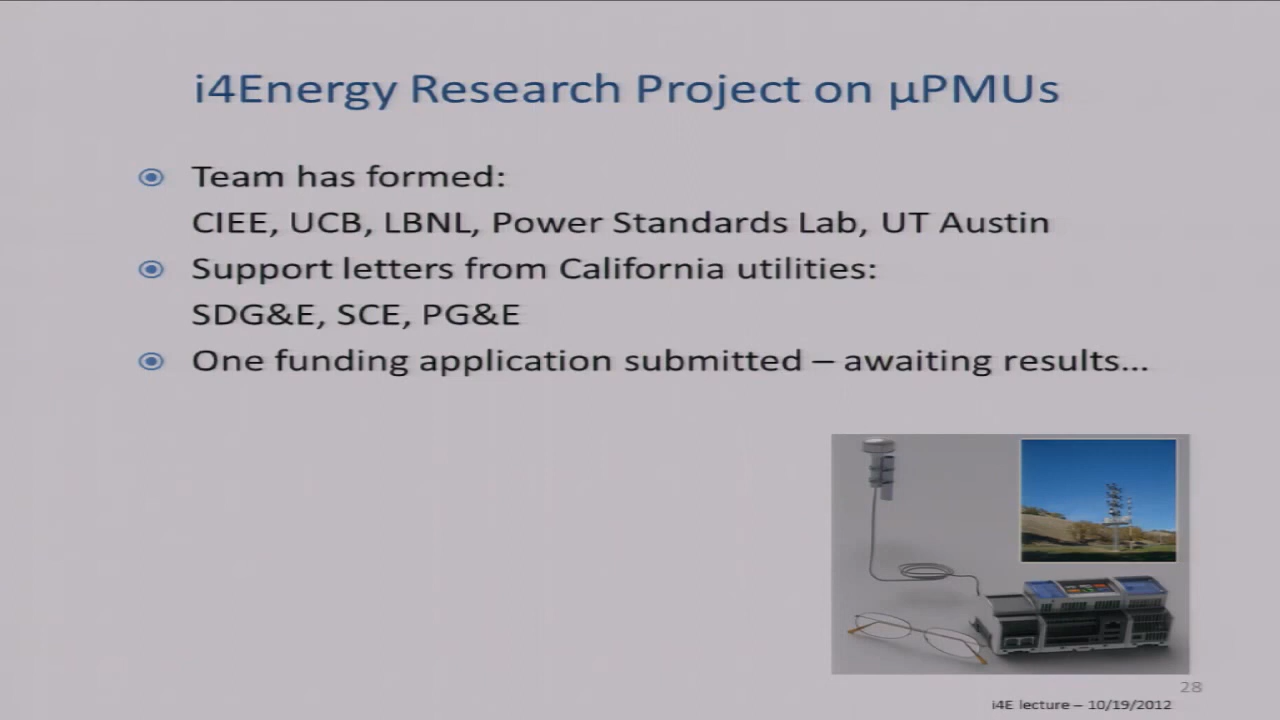 i4Energy Research Project on µPMUs
Team has formed:
CIEE, UCB, LBNL, Power Standards Lab, UT Austin
Support letters from California utilities:
SDG&E, SCE, PG&E
One funding application submitted – awaiting results...
28
i4E lecture – 10/19/2012